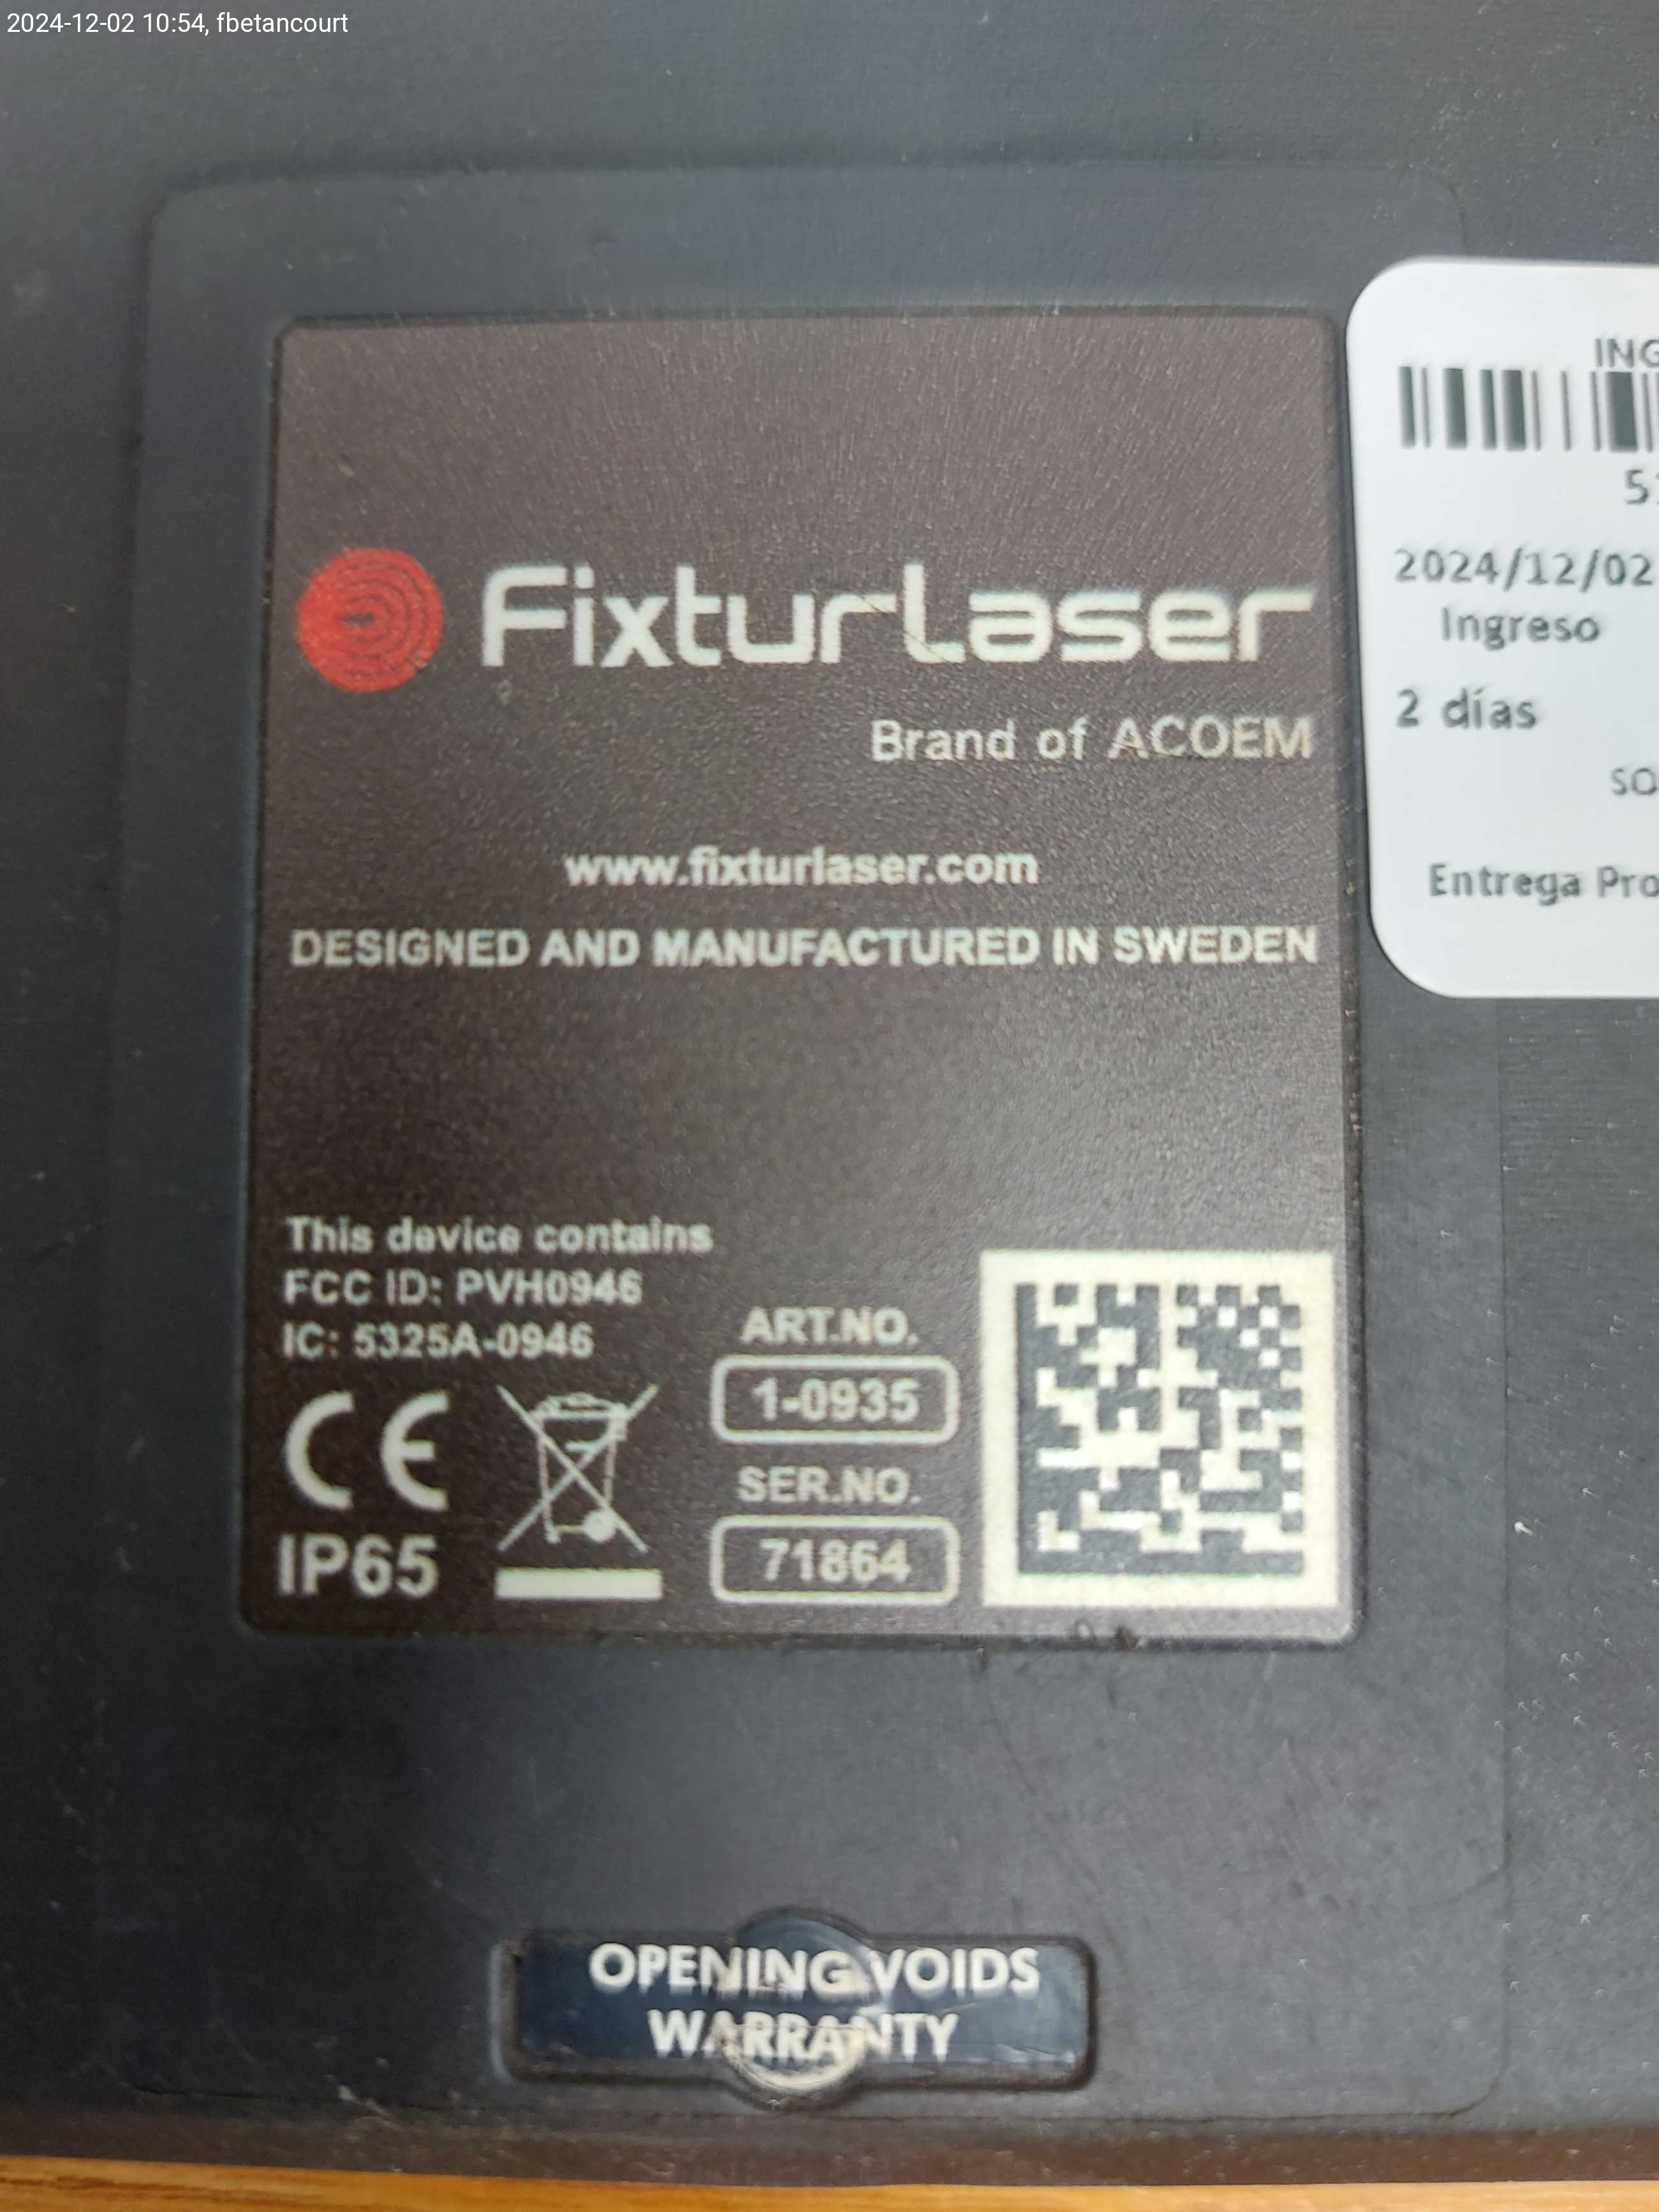 2024-12-02 10:54, fbetancourt
FixturLaser
Brand of ACOEM
www.fixturlaser.com
DESIGNED AND MANUFACTURED IN SWEDEN
This device contains
FCC ID: PVH0946
IC: 5325A-0946
ART.NO.
1-0935
SER.NO.
71864
CE
IP65
OPENING VOIDS
WARRANTY
2024/12/02
Ingreso
2 días
Entrega